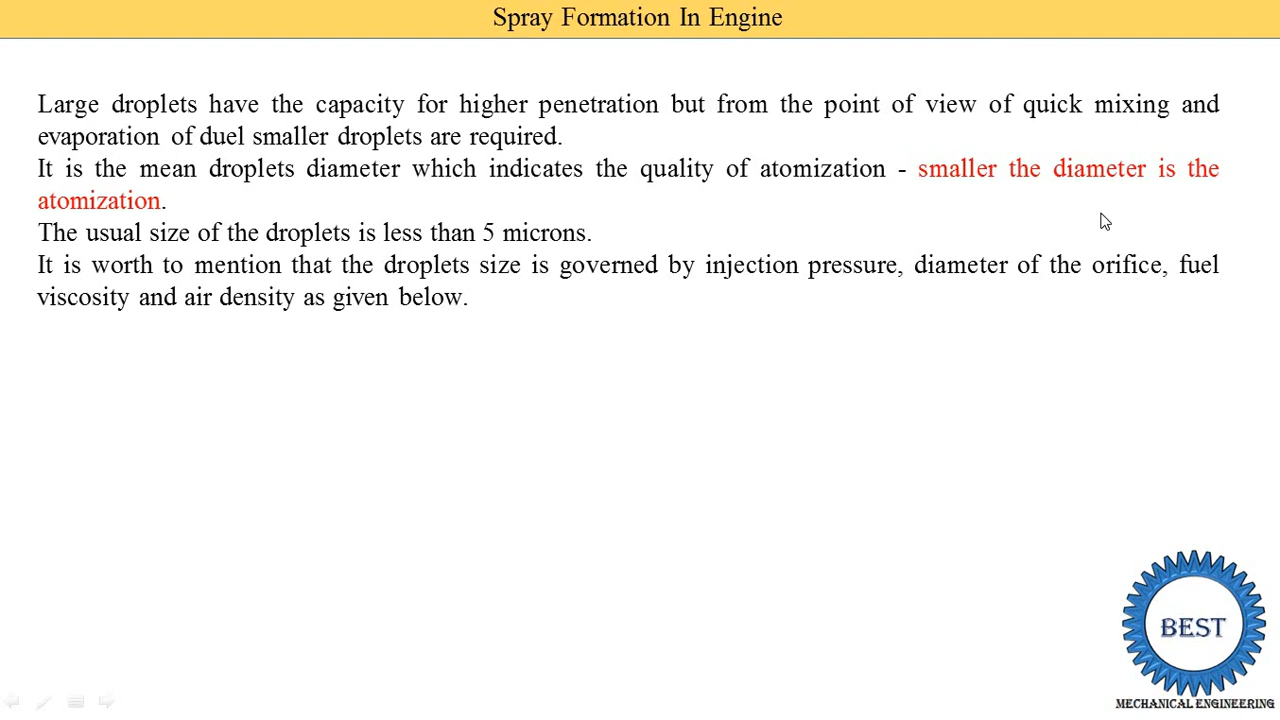 Spray Formation In Engine
Large droplets have the capacity for higher penetration but from the point of view of quick mixing and
evaporation of duel smaller droplets are required.
It is the mean droplets diameter which indicates the quality of atomization - smaller the diameter is the
atomization.
The usual size of the droplets is less than 5 microns.
It is worth to mention that the droplets size is governed by injection pressure, diameter of the orifice, fuel
viscosity and air density as given below.
BEST
MECHANICAL ENGINEERING